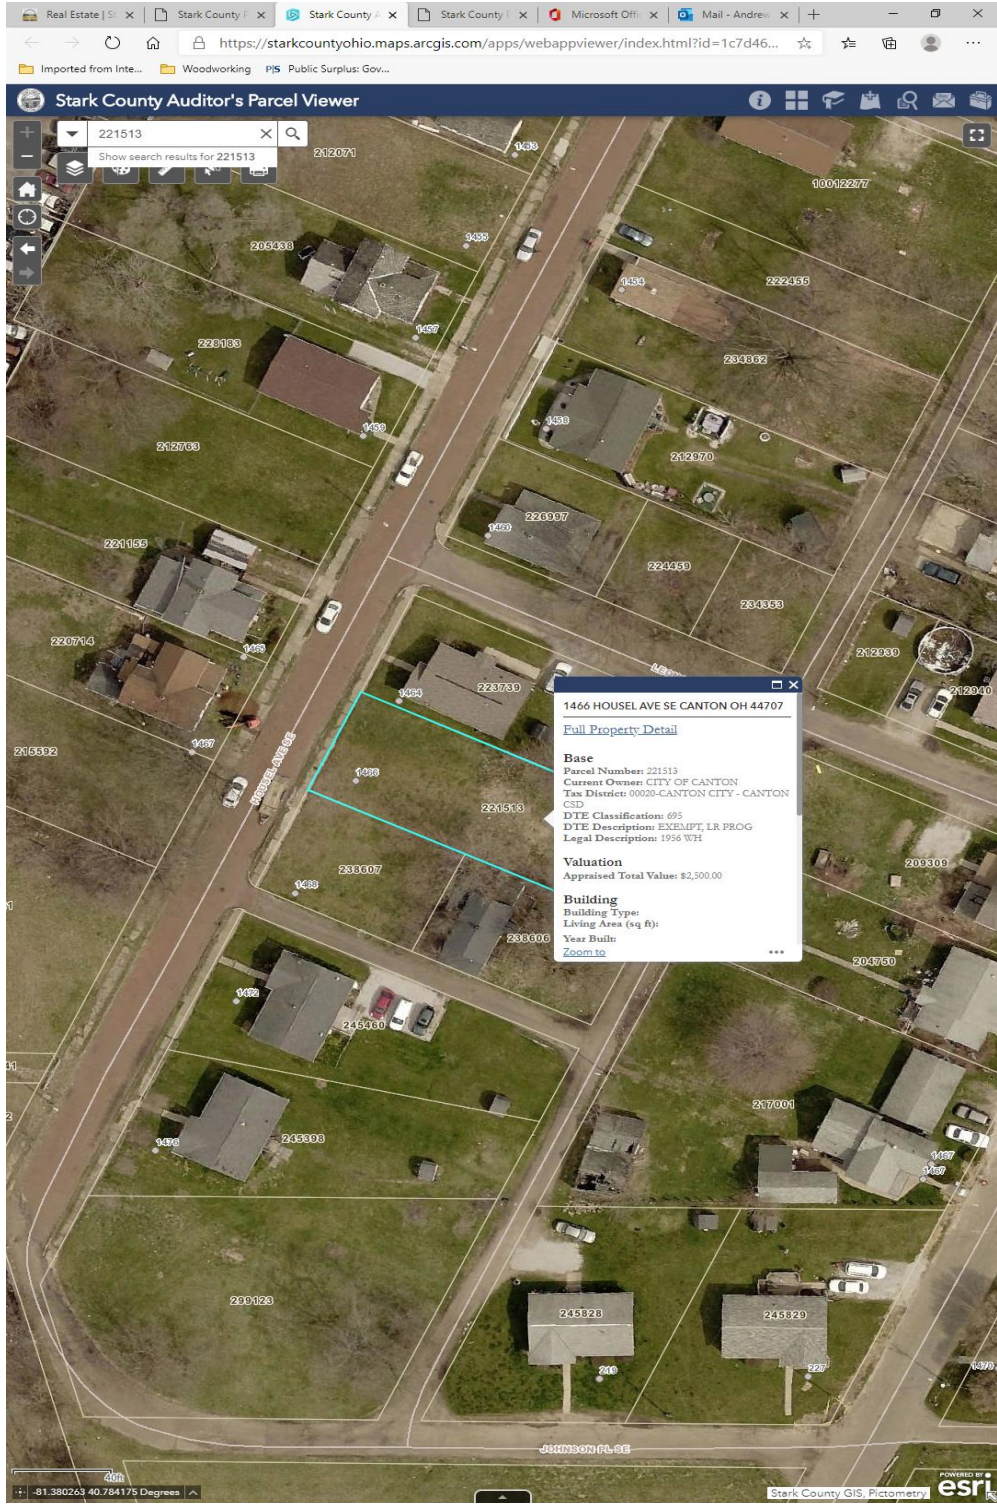 Real Estate | St
Stark County P
Stark County A
Stark County P
Microsoft Offi
Mail - Andrew
https://starkcountyohio.maps.arcgis.com/apps/webappviewer/index.html?id=1c7d46...
Imported from Inte...
Woodworking
P|S Public Surplus: Gov...
Stark County Auditor's Parcel Viewer
221513
Show search results for 221513
212071
1453
10012277
205438
1455
1454
222455
1457
228183
234862
1459
1458
212763
212970
226997
1460
221155
224459
234353
220714
1465
212939
223739
212940
1464
215592
1467
HOUSEL AVE SE
1466
221513
1466 HOUSEL AVE SE CANTON OH 44707
Full Property Detail
Base
Parcel Number: 221513
Current Owner: CITY OF CANTON
Tax District: 00020-CANTON CITY - CANTON
CSD
DTE Classification: 695
DTE Description: EXEMPT, LR PROG
Legal Description: 1956 WH
Valuation
Appraised Total Value: $2,500.00
Building
Building Type:
Living Area (sq ft):
Year Built:
Zoom to
238607
1468
209309
238606
204750
1472
245460
217001
1476
245398
1467
1467
299123
245828
245829
219
227
1470
JOHNSON PL SE
40ft
-81.380263 40.784175 Degrees
Stark County GIS, Pictometry
POWERED BY
esri